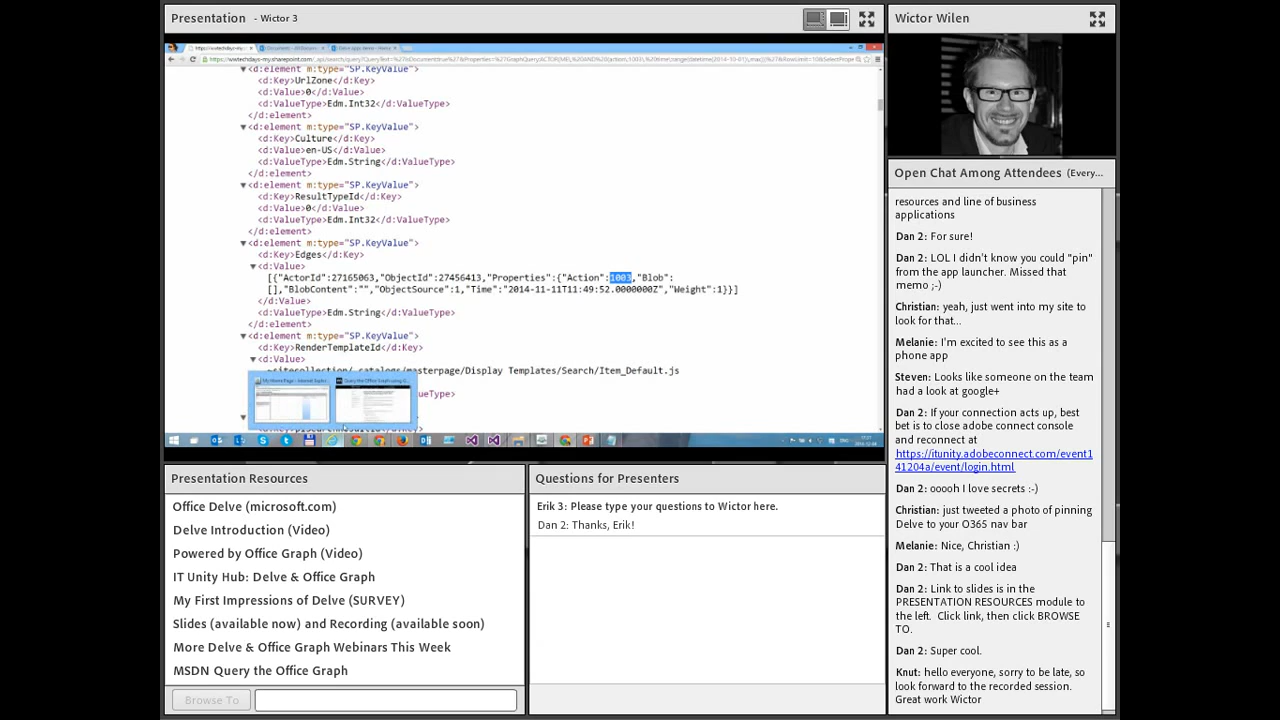 Presentation - Wictor 3
Wictor Wilen
<d:element m:type="SP.KeyValue">
<d:Key>UrlZone</d:Key>
<d:Value>0</d:Value>
<d:ValueType>Edm.Int32</d:ValueType>
</d:element>
<d:element m:type="SP.KeyValue">
<d:Key>Culture</d:Key>
<d:Value>en-US</d:Value>
<d:ValueType>Edm.String</d:ValueType>
</d:element>
<d:element m:type="SP.KeyValue">
<d:Key>ResultTypeId</d:Key>
<d:Value>0</d:Value>
<d:ValueType>Edm.Int32</d:ValueType>
</d:element>
<d:element m:type="SP.KeyValue">
<d:Key>Edges</d:Key>
<d:Value>
[{"ActorId":27165063,"ObjectId":27456413,"Properties":{"Action":1003,"Blob":
[],"BlobContent":"","ObjectSource":1,"Time":"2014-11-11T11:49:52.0000000Z","Weight":1}}]
</d:Value>
<d:ValueType>Edm.String</d:ValueType>
</d:element>
<d:element m:type="SP.KeyValue">
<d:Key>RenderTemplateId</d:Key>
<d:Value>
~sitecollection/_catalogs/masterpage/Display Templates/Search/Item_Default.js
Open Chat Among Attendees (Every...
resources and line of business
applications
Dan 2: For sure!
Dan 2: LOL I didn't know you could "pin"
from the app launcher. Missed that
memo ;-)
Christian: yeah, just went into my site to
look for that...
Melanie: I'm excited to see this as a
phone app
Steven: Looks like someone on the team
had a look at google+
Dan 2: If your connection acts up, best
bet is to close adobe connect console
and reconnect at
https://itunity.adobeconnect.com/event1
41204a/event/login.html
Dan 2: ooooh I love secrets :-)
Christian: just tweeted a photo of pinning
Delve to your O365 nav bar
Melanie: Nice, Christian :)
Dan 2: That is a cool idea
Dan 2: Link to slides is in the
PRESENTATION RESOURCES module to
the left. Click link, then click BROWSE
TO.
Dan 2: Super cool.
Knut: hello everyone, sorry to be late, so
look forward to the recorded session.
Great work Wictor
Presentation Resources
Office Delve (microsoft.com)
Delve Introduction (Video)
Powered by Office Graph (Video)
IT Unity Hub: Delve & Office Graph
My First Impressions of Delve (SURVEY)
Slides (available now) and Recording (available soon)
More Delve & Office Graph Webinars This Week
MSDN Query the Office Graph
Browse To
Questions for Presenters
Erik 3: Please type your questions to Wictor here.
Dan 2: Thanks, Erik!